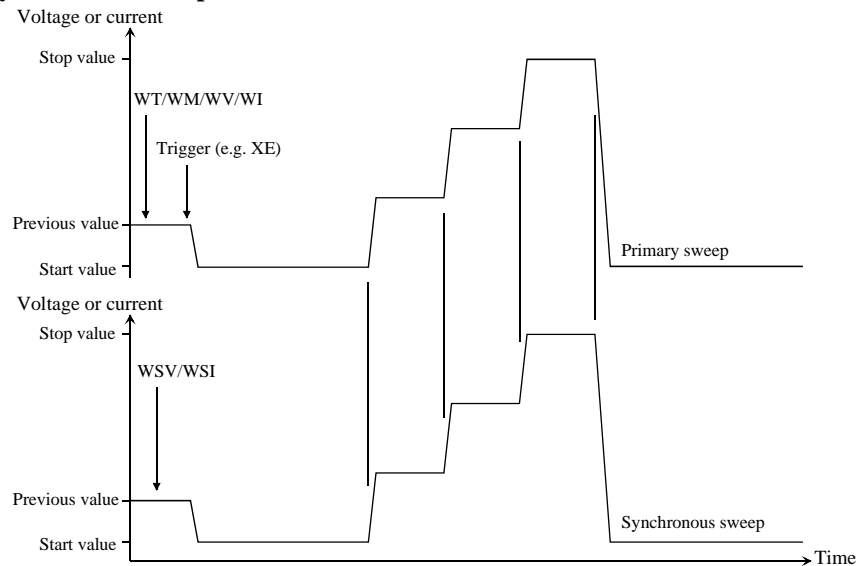 Voltage or current
Stop value
WT/WM/WV/WI
Trigger (e.g. XE)
Previous value
Start value
Primary sweep
Voltage or current
Stop value
WSV/WSI
Previous value
Start value
Synchronous sweep
Time